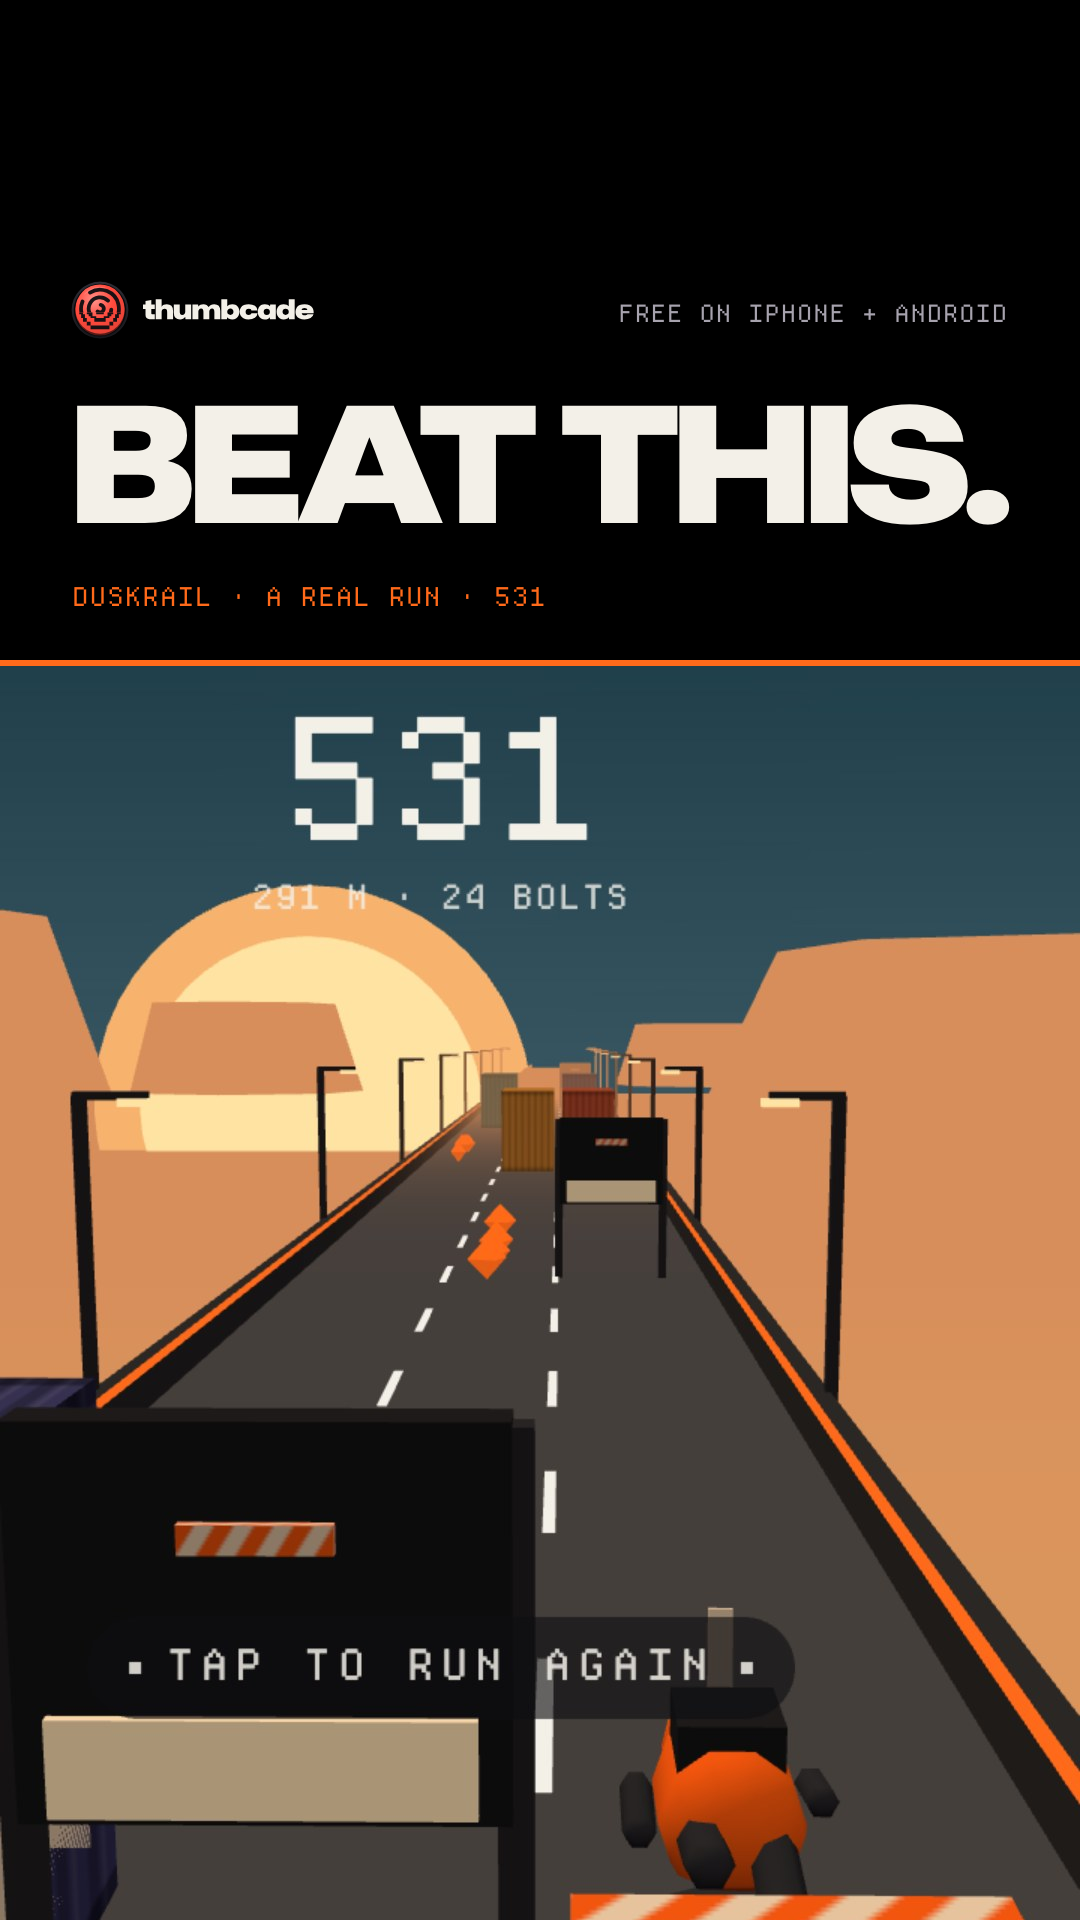 thumbcade
FREE ON IPHONE + ANDROID
BEAT THIS.
DUSKRAIL · A REAL RUN · 531
531
291 M · 24 BOLTS
▪ TAP TO RUN AGAIN ▪